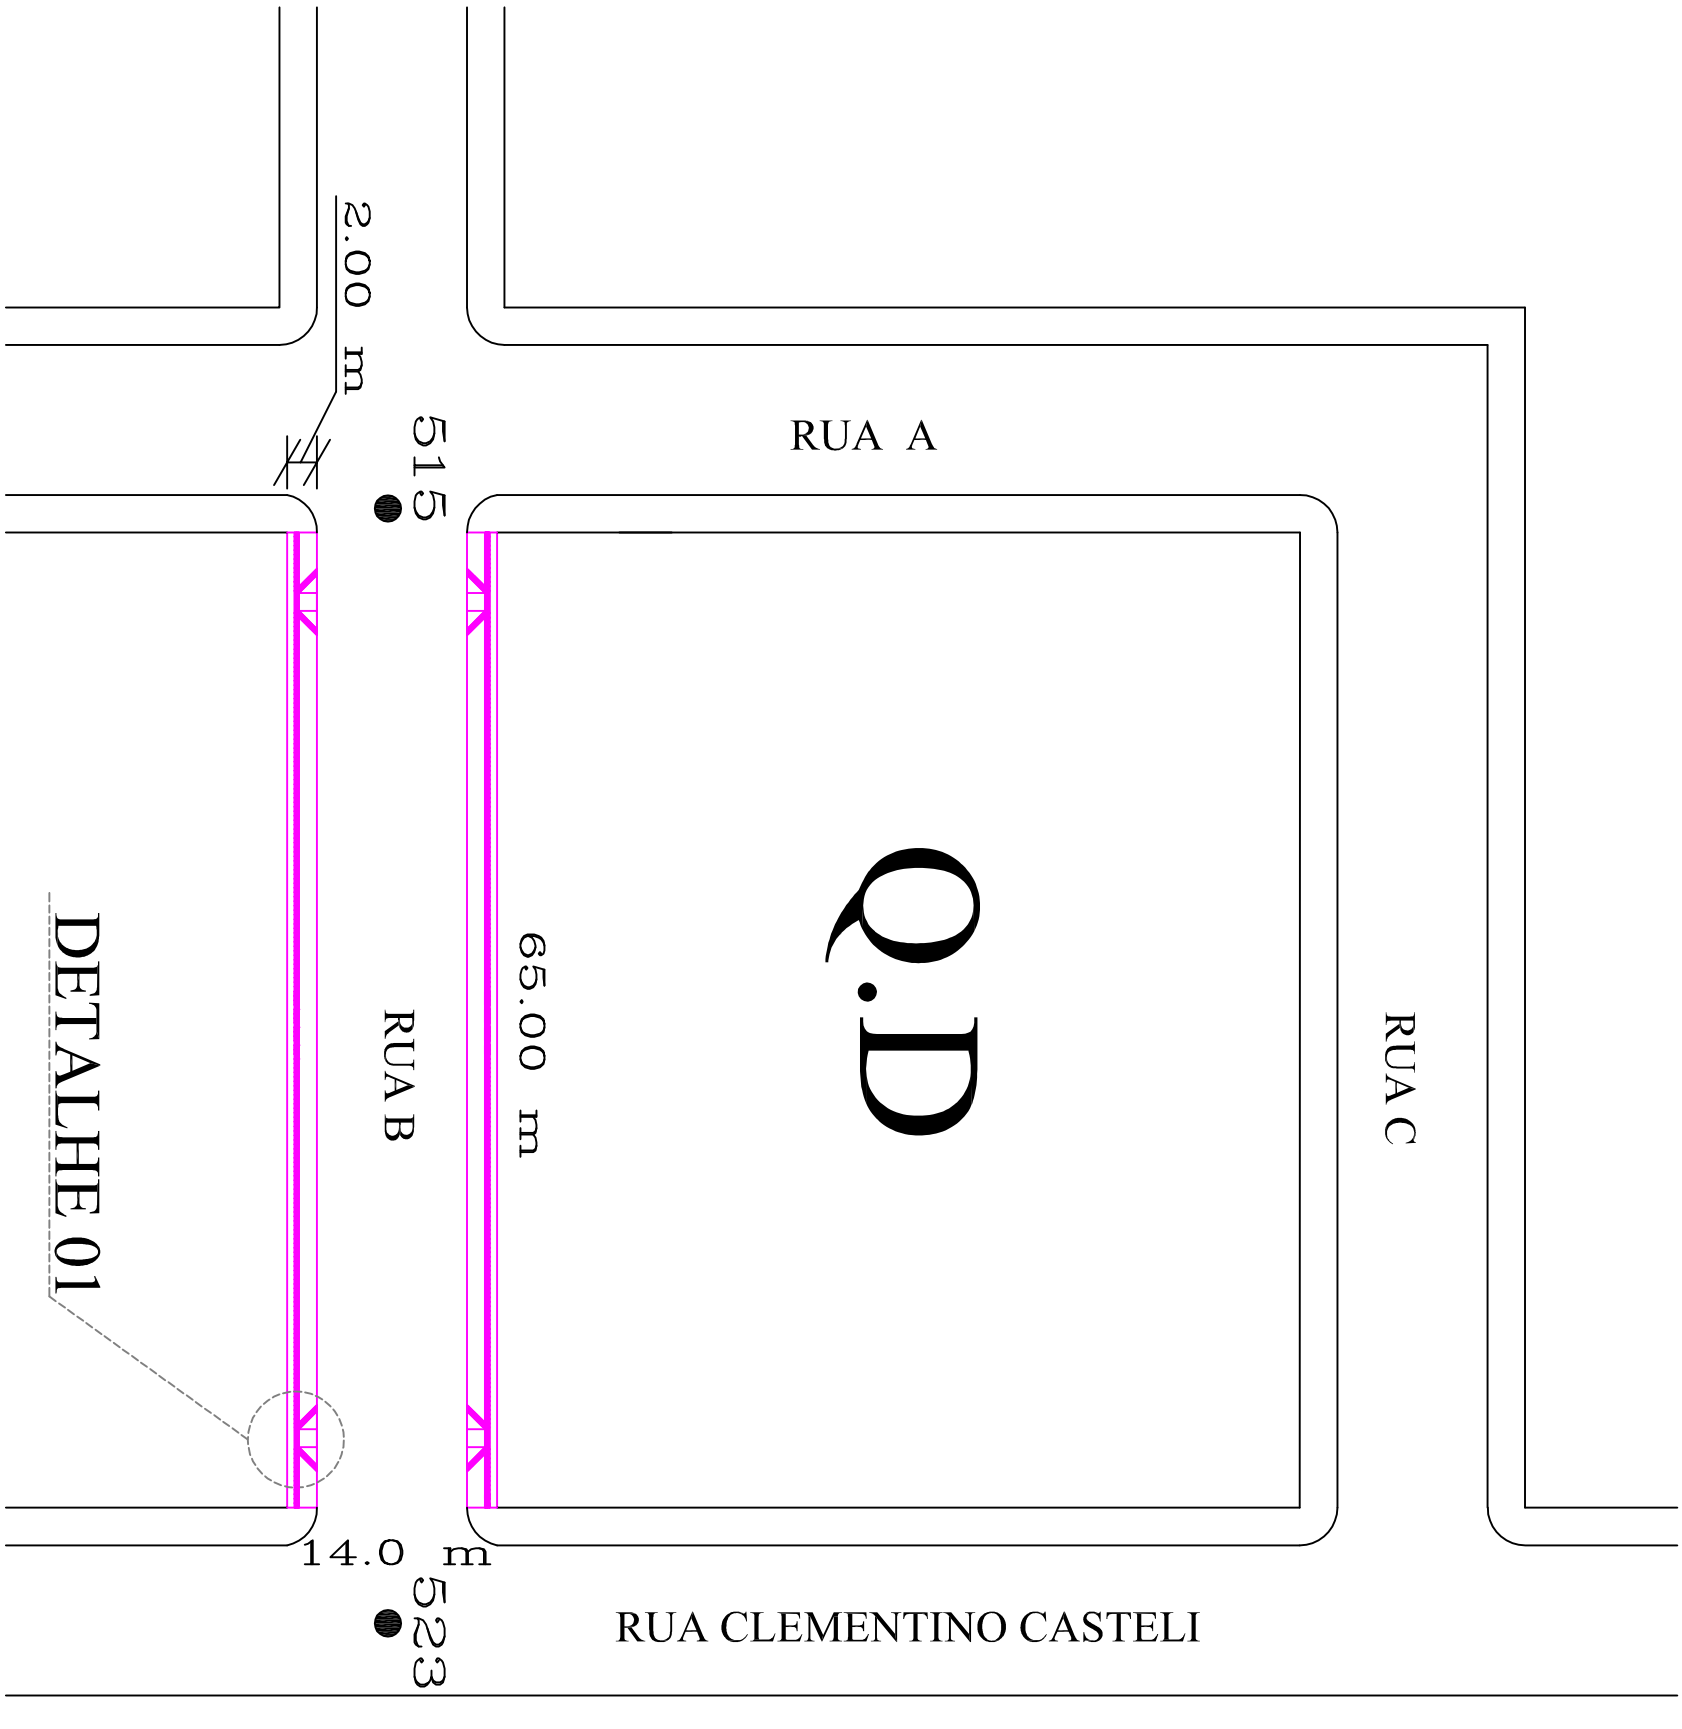 2.00 m
515
RUA A
Q.D
65.00 m
RUA B
RUA C
DETALHE 01
14.0 m
523
RUA CLEMENTINO CASTELI